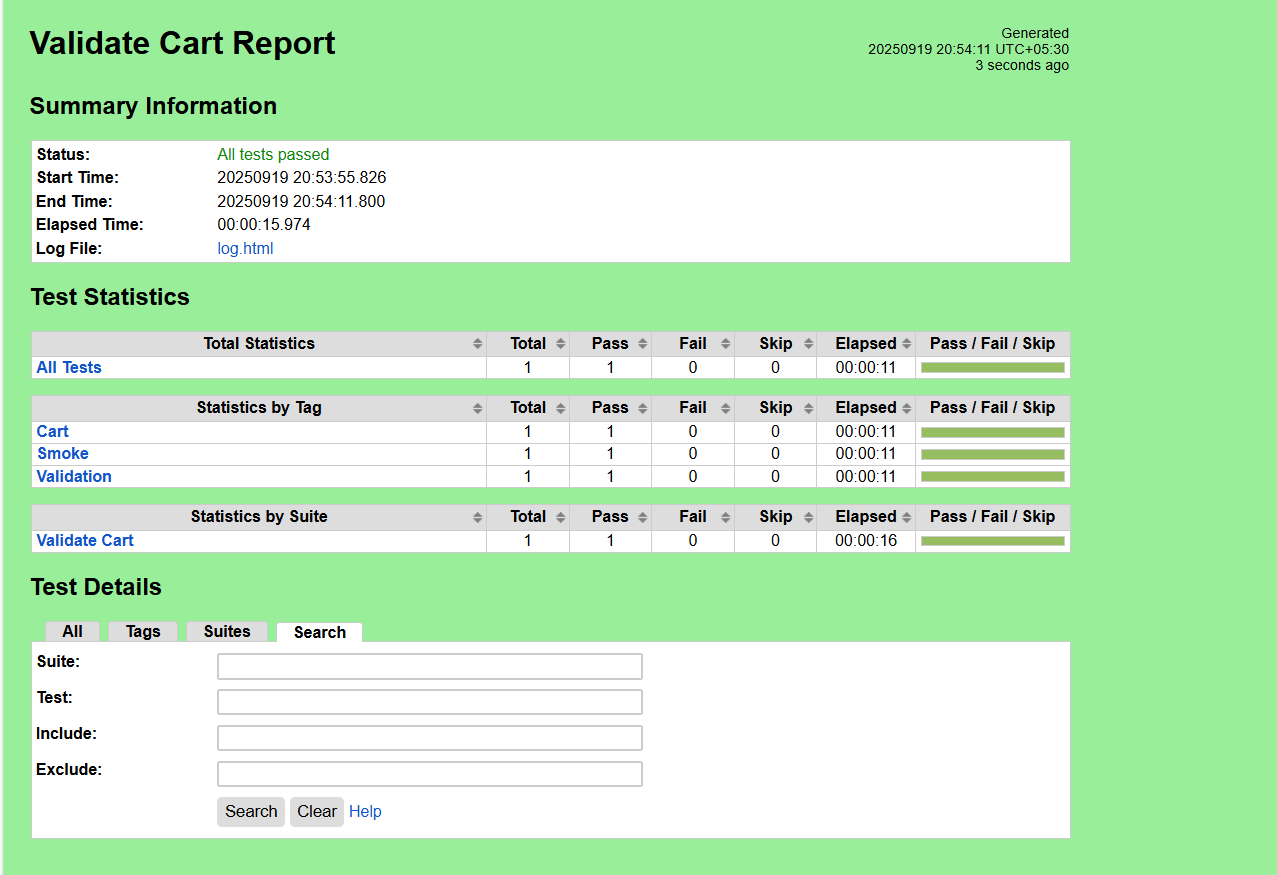 Validate Cart Report
Generated
20250919 20:54:11 UTC+05:30
3 seconds ago
Summary Information
Status: All tests passed
Start Time: 20250919 20:53:55.826
End Time: 20250919 20:54:11.800
Elapsed Time: 00:00:15.974
Log File: log.html
Test Statistics
Total Statistics Total Pass Fail Skip Elapsed Pass / Fail / Skip
All Tests 1 1 0 0 00:00:11
Statistics by Tag Total Pass Fail Skip Elapsed Pass / Fail / Skip
Cart 1 1 0 0 00:00:11
Smoke 1 1 0 0 00:00:11
Validation 1 1 0 0 00:00:11
Statistics by Suite Total Pass Fail Skip Elapsed Pass / Fail / Skip
Validate Cart 1 1 0 0 00:00:16
Test Details
All Tags Suites Search
Suite:
Test:
Include:
Exclude:
Search Clear Help